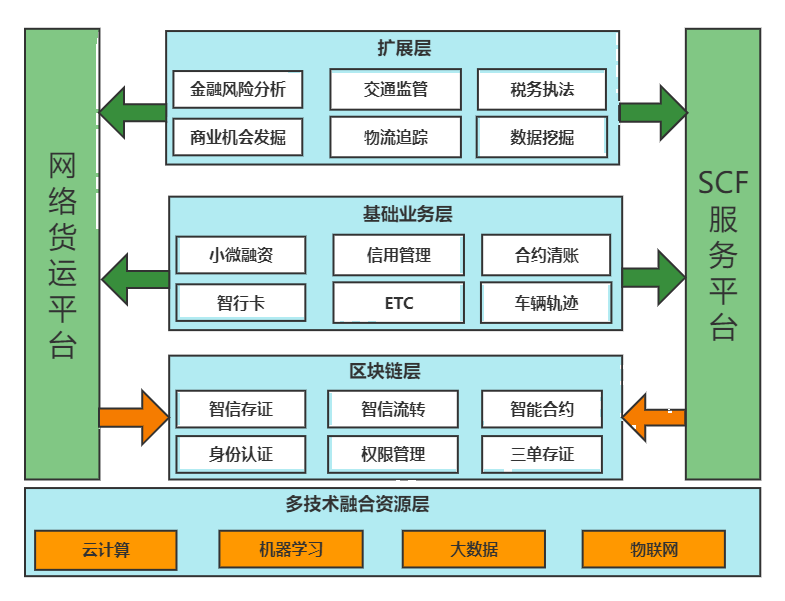 网络货运平台
扩展层
金融风险分析
交通监管
税务执法
商业机会发掘
物流追踪
数据挖掘
基础业务层
小微融资
信用管理
合约清账
智行卡
ETC
车辆轨迹
区块链层
智信存证
智信流转
智能合约
身份认证
权限管理
三单存证
SCF
服务平台
多技术融合资源层
云计算
机器学习
大数据
物联网